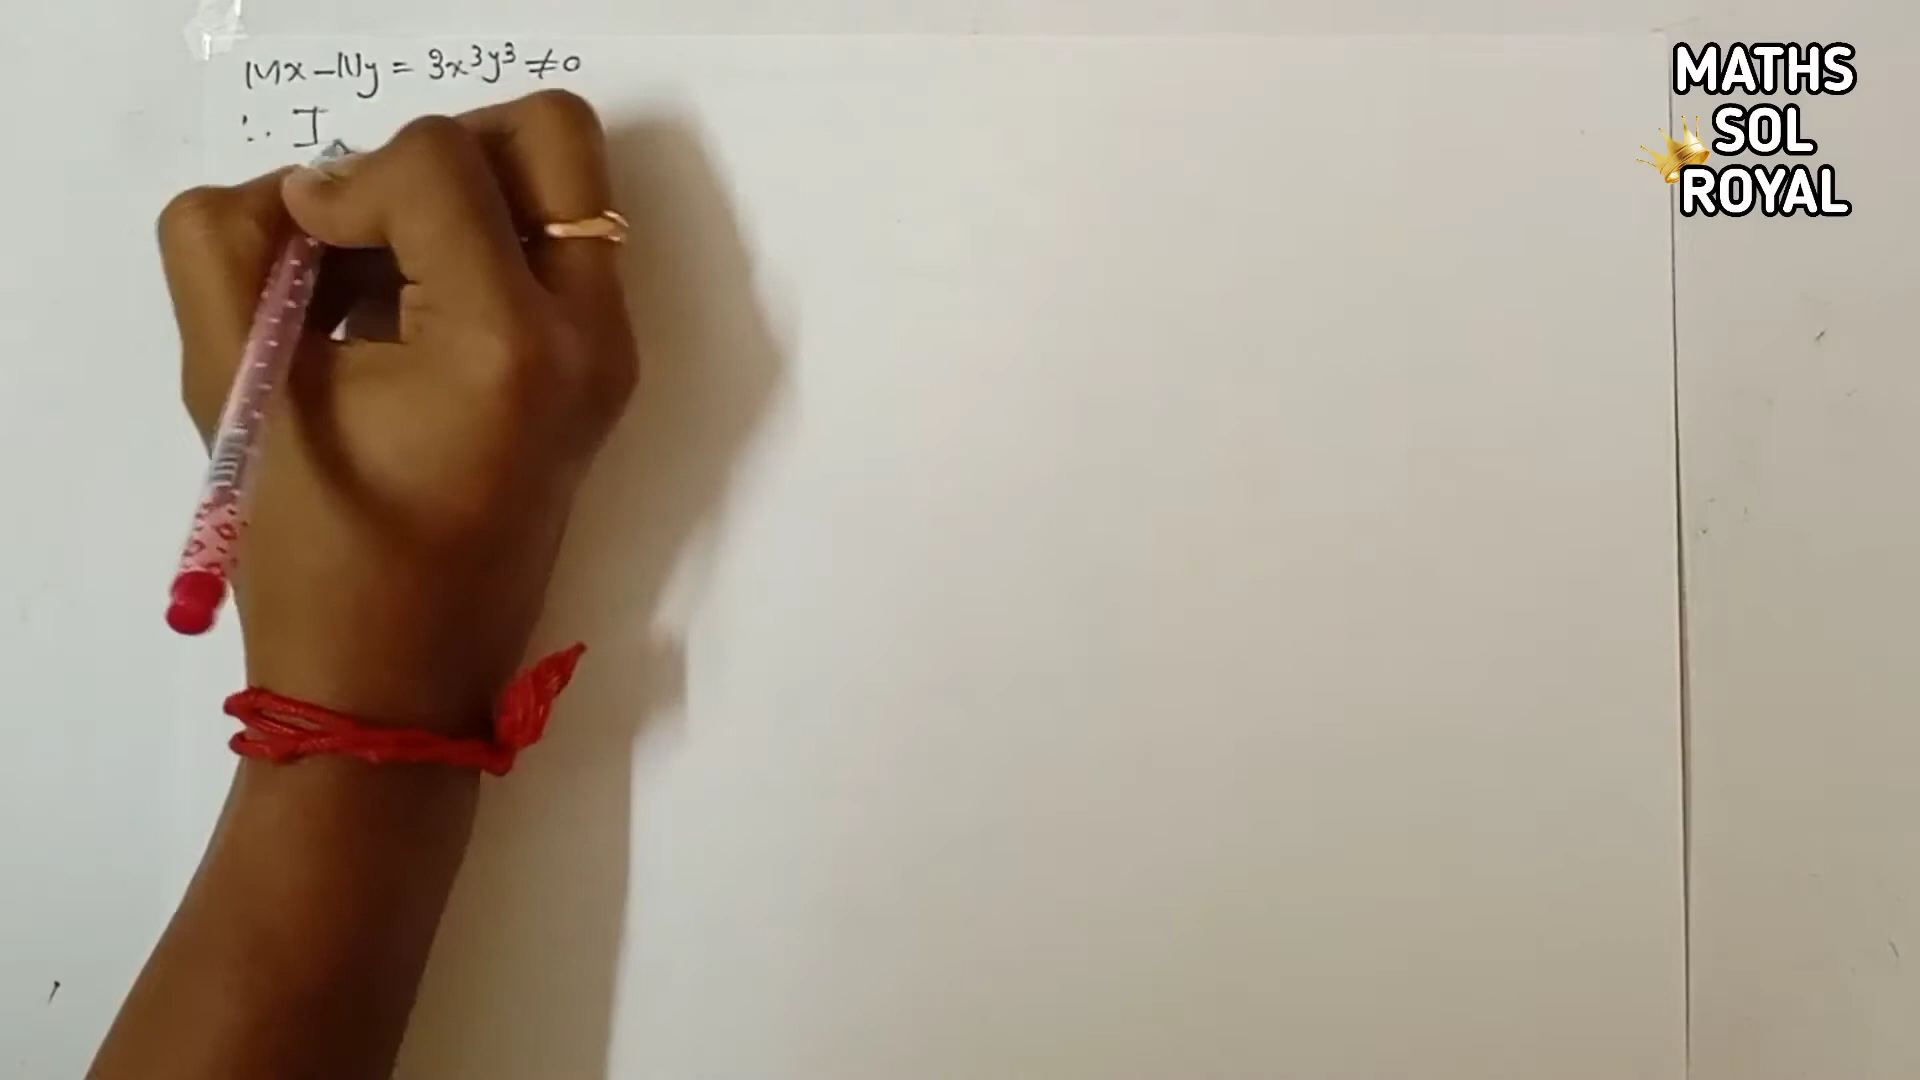 Mx - Ny = 3x³y³ ≠ 0
∴ I
MATHS
SOL
ROYAL